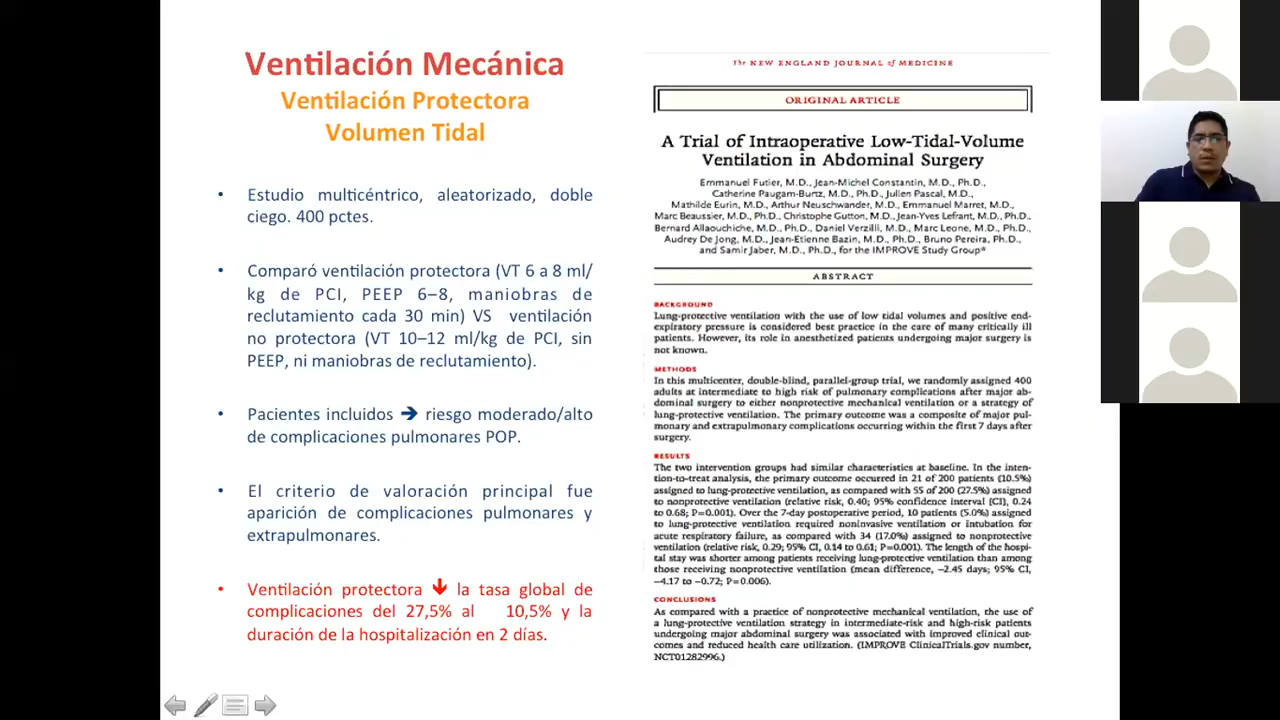 Ventilación Mecánica
Ventilación Protectora
Volumen Tidal
• Estudio multicéntrico, aleatorizado, doble
ciego. 400 pctes.
• Comparó ventilación protectora (VT 6 a 8 ml/
kg de PCI, PEEP 6–8, maniobras de
reclutamiento cada 30 min) VS ventilación
no protectora (VT 10–12 ml/kg de PCI, sin
PEEP, ni maniobras de reclutamiento).
• Pacientes incluidos ➔ riesgo moderado/alto
de complicaciones pulmonares POP.
• El criterio de valoración principal fue
aparición de complicaciones pulmonares y
extrapulmonares.
• Ventilación protectora ↓ la tasa global de
complicaciones del 27,5% al 10,5% y la
duración de la hospitalización en 2 días.
The NEW ENGLAND JOURNAL of MEDICINE
ORIGINAL ARTICLE
A Trial of Intraoperative Low-Tidal-Volume
Ventilation in Abdominal Surgery
Emmanuel Futier, M.D., Jean-Michel Constantin, M.D., Ph.D.,
Catherine Paugam-Burtz, M.D., Ph.D., Julien Pascal, M.D.,
Mathilde Eurin, M.D., Arthur Neuschwander, M.D., Emmanuel Marret, M.D.,
Marc Beaussier, M.D., Ph.D., Christophe Gutton, M.D., Jean-Yves Lefrant, M.D., Ph.D.,
Bernard Allaouchiche, M.D., Ph.D., Daniel Verzilli, M.D., Marc Leone, M.D., Ph.D.,
Audrey De Jong, M.D., Jean-Etienne Bazin, M.D., Ph.D., Bruno Pereira, Ph.D.,
and Samir Jaber, M.D., Ph.D., for the IMPROVE Study Group*
ABSTRACT
BACKGROUND
Lung-protective ventilation with the use of low tidal volumes and positive end-
expiratory pressure is considered best practice in the care of many critically ill
patients. However, its role in anesthetized patients undergoing major surgery is
not known.
METHODS
In this multicenter, double-blind, parallel-group trial, we randomly assigned 400
adults at intermediate to high risk of pulmonary complications after major ab-
dominal surgery to either nonprotective mechanical ventilation or a strategy of
lung-protective ventilation. The primary outcome was a composite of major pul-
monary and extrapulmonary complications occurring within the first 7 days after
surgery.
RESULTS
The two intervention groups had similar characteristics at baseline. In the inten-
tion-to-treat analysis, the primary outcome occurred in 21 of 200 patients (10.5%)
assigned to lung-protective ventilation, as compared with 55 of 200 (27.5%) assigned
to nonprotective ventilation (relative risk, 0.40; 95% confidence interval [CI], 0.24
to 0.68; P=0.001). Over the 7-day postoperative period, 10 patients (5.0%) assigned
to lung-protective ventilation required noninvasive ventilation or intubation for
acute respiratory failure, as compared with 34 (17.0%) assigned to nonprotective
ventilation (relative risk, 0.29; 95% CI, 0.14 to 0.61; P=0.001). The length of the hospi-
tal stay was shorter among patients receiving lung-protective ventilation than among
those receiving nonprotective ventilation (mean difference, −2.45 days; 95% CI,
−4.17 to −0.72; P=0.006).
CONCLUSIONS
As compared with a practice of nonprotective mechanical ventilation, the use of
a lung-protective ventilation strategy in intermediate-risk and high-risk patients
undergoing major abdominal surgery was associated with improved clinical out-
comes and reduced health care utilization. (IMPROVE ClinicalTrials.gov number,
NCT01282996.)